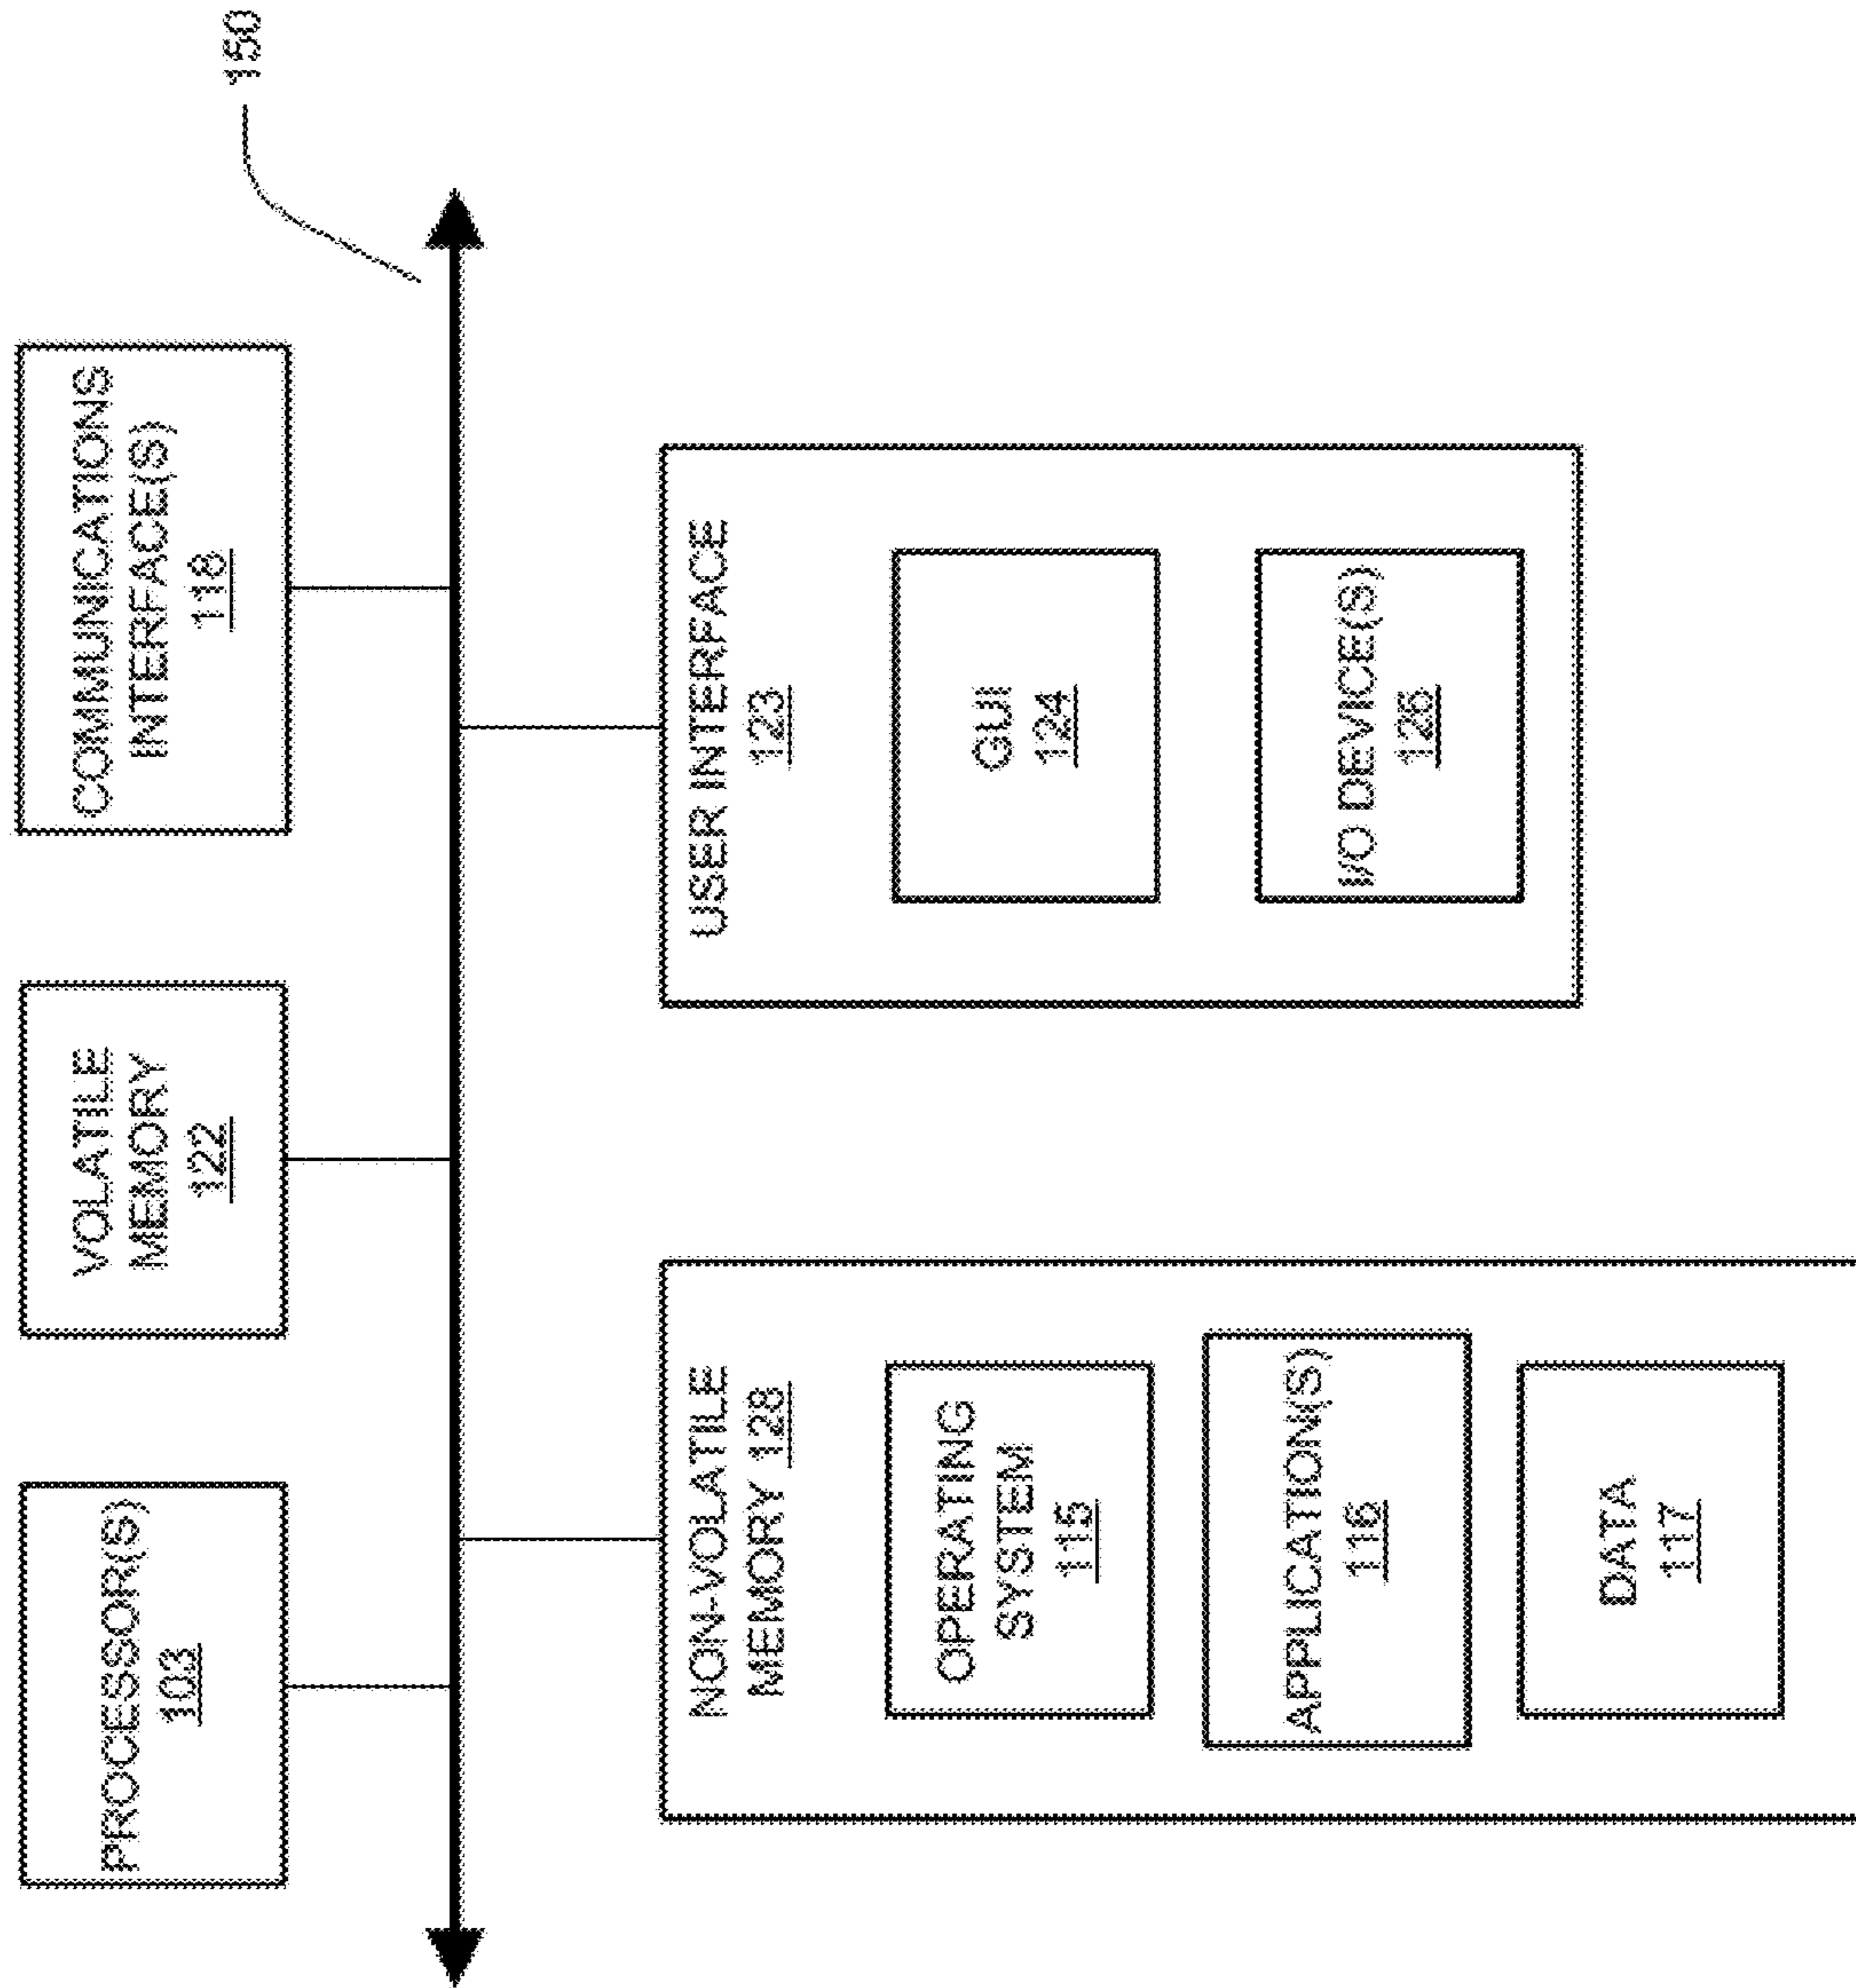 PROCESSOR(S)
103
VOLATILE
MEMORY
122
COMMUNICATIONS
INTERFACE(S)
118
150
NON-VOLATILE
MEMORY 128
OPERATING
SYSTEM
115
APPLICATION(S)
116
DATA
117
USER INTERFACE
123
GUI
124
I/O DEVICE(S)
126